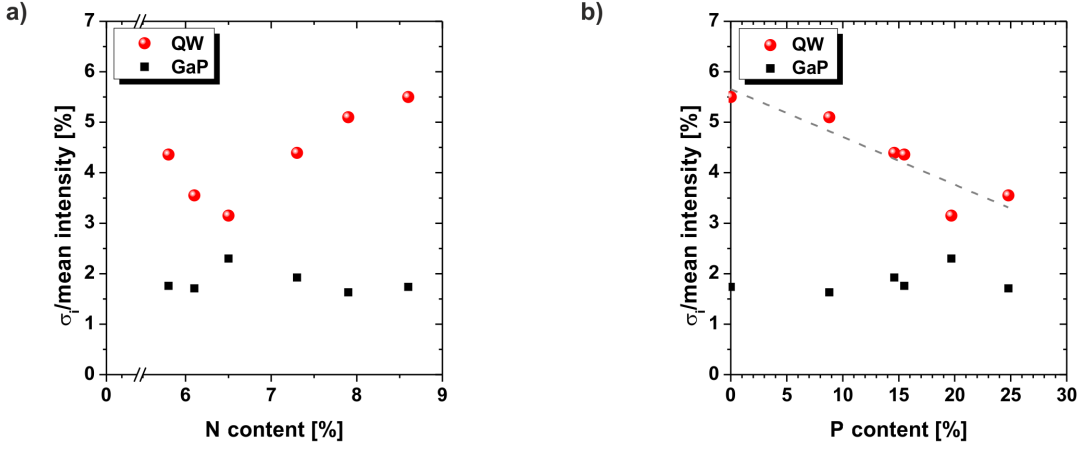 a)
7
6
5
4
3
2
1
0
σi/mean intensity [%]
QW
GaP
0 6 7 8 9
N content [%]
b)
7
6
5
4
3
2
1
0
σi/mean intensity [%]
QW
GaP
0 5 10 15 20 25 30
P content [%]